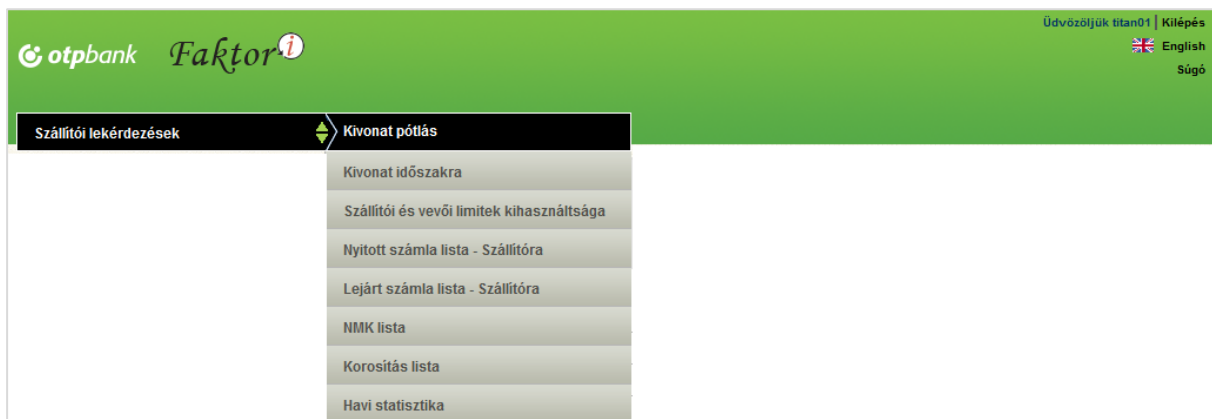 Üdvözöljük titan01 | Kilépés
English
Súgó
otpbank Faktor i
Szállítói lekérdezések
Kivonat pótlás
Kivonat időszakra
Szállítói és vevői limitek kihasználtsága
Nyitott számla lista - Szállítóra
Lejárt számla lista - Szállítóra
NMK lista
Korosítás lista
Havi statisztika